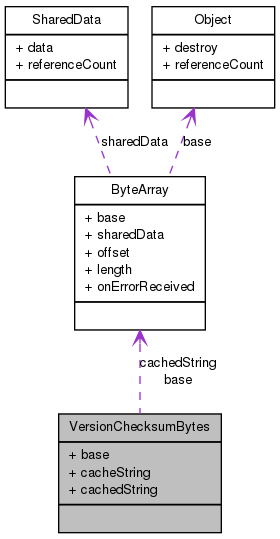 SharedData
+ data
+ referenceCount
Object
+ destroy
+ referenceCount
sharedData
base
ByteArray
+ base
+ sharedData
+ offset
+ length
+ onErrorReceived
cachedString
base
VersionChecksumBytes
+ base
+ cacheString
+ cachedString